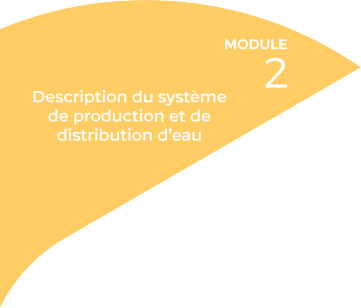 MODULE
2
Description du système
de production et de
distribution d'eau